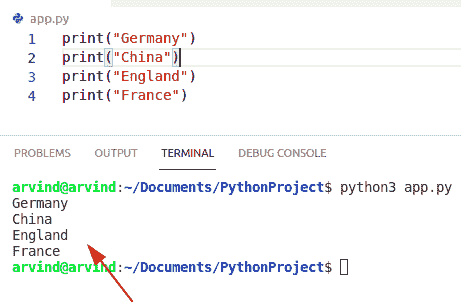 app.py
1 print("Germany")
2 print("China")
3 print("England")
4 print("France")
PROBLEMS OUTPUT TERMINAL DEBUG CONSOLE
arvind@arvind:~/Documents/PythonProject$ python3 app.py
Germany
China
England
France
arvind@arvind:~/Documents/PythonProject$